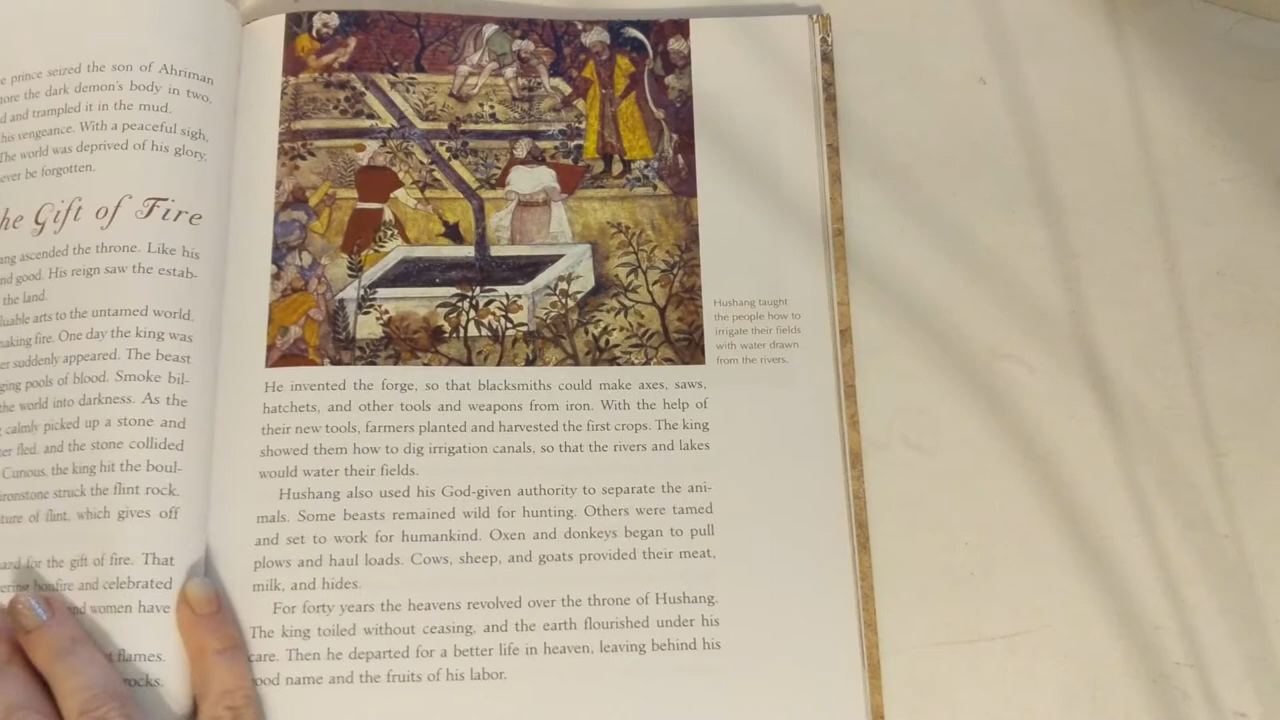 e prince seized the son of Ahriman
tore the dark demon's body in two,
d and trampled it in the mud.
his vengeance. With a peaceful sigh,
The world was deprived of his glory,
ever be forgotten.
he Gift of Fire
ang ascended the throne. Like his
nd good. His reign saw the estab-
the land.
luable arts to the untamed world.
making fire. One day the king was
er suddenly appeared. The beast
ging pools of blood. Smoke bil-
the world into darkness. As the
calmly picked up a stone and
ter fled, and the stone collided
Curious, the king hit the boul-
ironstone struck the flint rock,
ture of flint, which gives off
ard for the gift of fire. That
ering bonfire and celebrated
and women have
flames.
rocks.
Hushang taught
the people how to
irrigate their fields
with water drawn
from the rivers.
He invented the forge, so that blacksmiths could make axes, saws,
hatchets, and other tools and weapons from iron. With the help of
their new tools, farmers planted and harvested the first crops. The king
showed them how to dig irrigation canals, so that the rivers and lakes
would water their fields.
Hushang also used his God-given authority to separate the ani-
mals. Some beasts remained wild for hunting. Others were tamed
and set to work for humankind. Oxen and donkeys began to pull
plows and haul loads. Cows, sheep, and goats provided their meat,
milk, and hides.
For forty years the heavens revolved over the throne of Hushang.
The king toiled without ceasing, and the earth flourished under his
care. Then he departed for a better life in heaven, leaving behind his
ood name and the fruits of his labor.